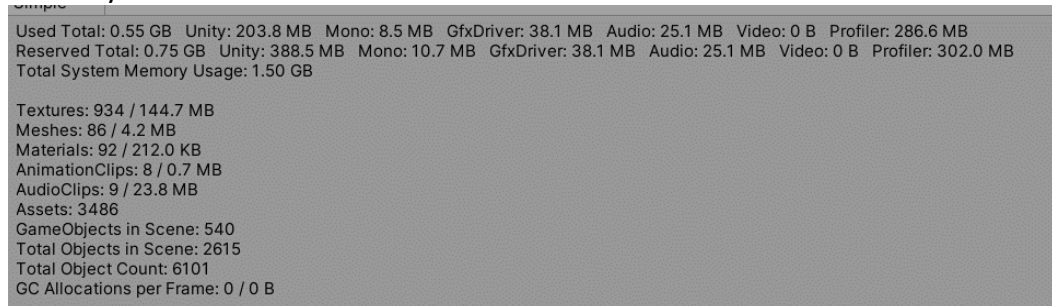 Simple
Used Total: 0.55 GB   Unity: 203.8 MB   Mono: 8.5 MB   GfxDriver: 38.1 MB   Audio: 25.1 MB   Video: 0 B   Profiler: 286.6 MB
Reserved Total: 0.75 GB   Unity: 388.5 MB   Mono: 10.7 MB   GfxDriver: 38.1 MB   Audio: 25.1 MB   Video: 0 B   Profiler: 302.0 MB
Total System Memory Usage: 1.50 GB
Textures: 934 / 144.7 MB
Meshes: 86 / 4.2 MB
Materials: 92 / 212.0 KB
AnimationClips: 8 / 0.7 MB
AudioClips: 9 / 23.8 MB
Assets: 3486
GameObjects in Scene: 540
Total Objects in Scene: 2615
Total Object Count: 6101
GC Allocations per Frame: 0 / 0 B